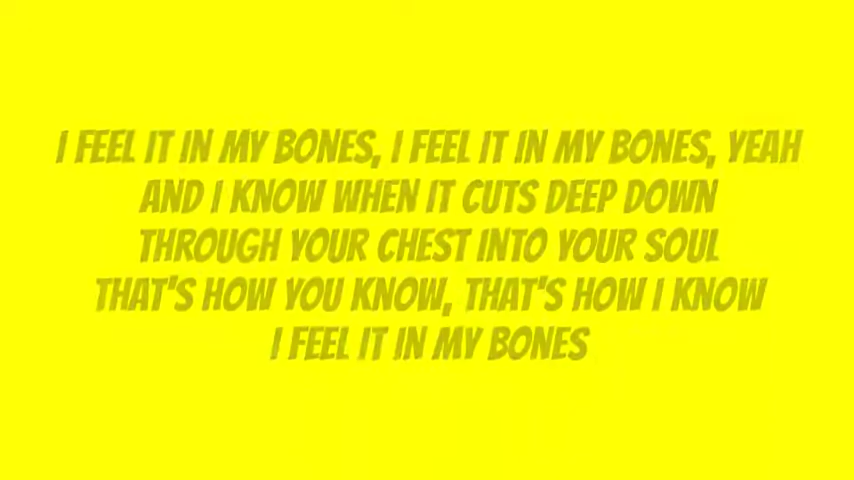 I FEEL IT IN MY BONES, I FEEL IT IN MY BONES, YEAH
AND I KNOW WHEN IT CUTS DEEP DOWN
THROUGH YOUR CHEST INTO YOUR SOUL
THAT'S HOW YOU KNOW, THAT'S HOW I KNOW
I FEEL IT IN MY BONES